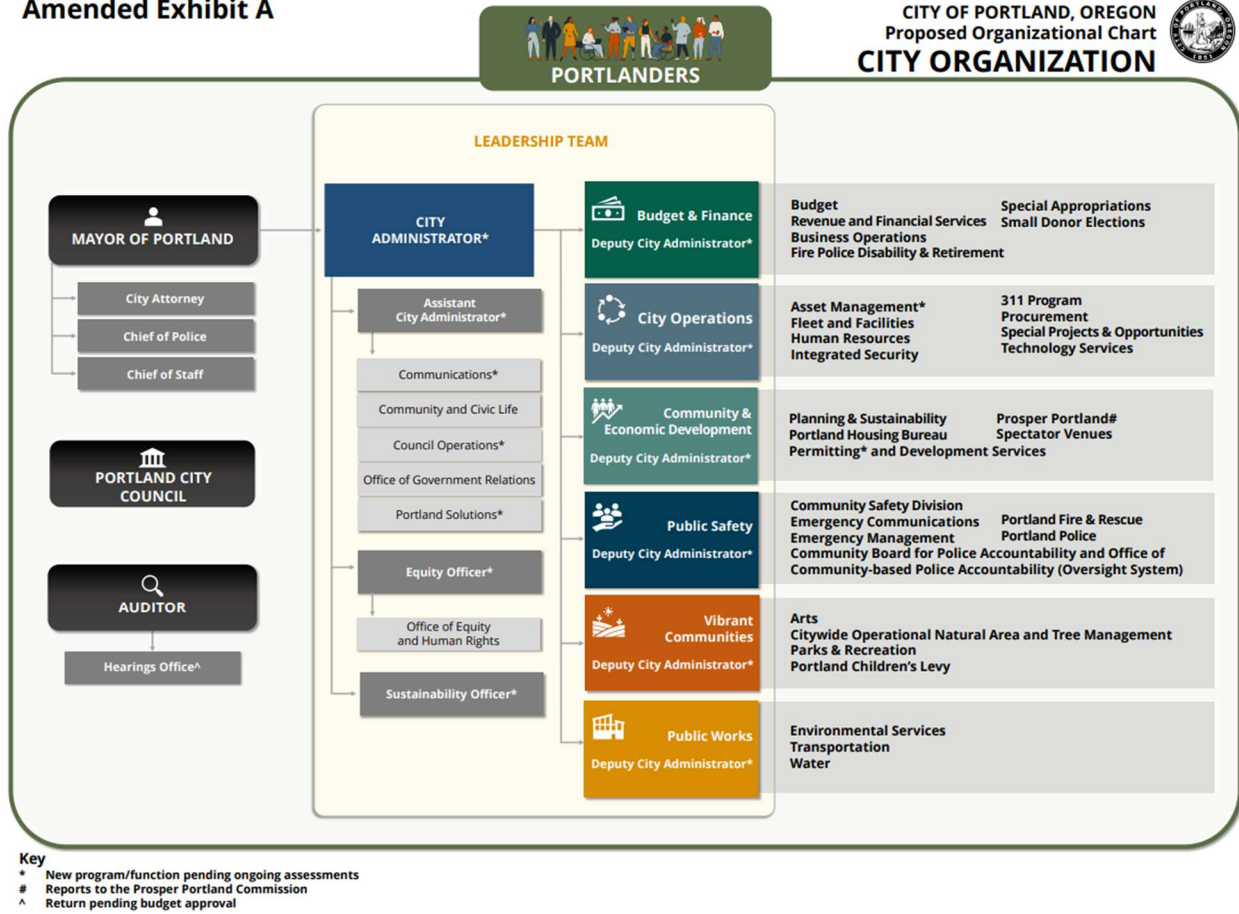 Amended Exhibit A
PORTLANDERS
CITY OF PORTLAND, OREGON
Proposed Organizational Chart
CITY ORGANIZATION
CITY OF PORTLAND, OREGON
1851
LEADERSHIP TEAM
MAYOR OF PORTLAND
City Attorney
Chief of Police
Chief of Staff
PORTLAND CITY
COUNCIL
AUDITOR
Hearings Office^
CITY
ADMINISTRATOR*
Assistant
City Administrator*
Communications*
Community and Civic Life
Council Operations*
Office of Government Relations
Portland Solutions*
Equity Officer*
Office of Equity
and Human Rights
Sustainability Officer*
Budget & Finance
Deputy City Administrator*
Budget
Revenue and Financial Services
Business Operations
Fire Police Disability & Retirement
Special Appropriations
Small Donor Elections
City Operations
Deputy City Administrator*
Asset Management*
Fleet and Facilities
Human Resources
Integrated Security
311 Program
Procurement
Special Projects & Opportunities
Technology Services
Community &
Economic Development
Deputy City Administrator*
Planning & Sustainability
Portland Housing Bureau
Permitting* and Development Services
Prosper Portland#
Spectator Venues
Public Safety
Deputy City Administrator*
Community Safety Division
Emergency Communications
Emergency Management
Portland Fire & Rescue
Portland Police
Community Board for Police Accountability and Office of
Community-based Police Accountability (Oversight System)
Vibrant
Communities
Deputy City Administrator*
Arts
Citywide Operational Natural Area and Tree Management
Parks & Recreation
Portland Children's Levy
Public Works
Deputy City Administrator*
Environmental Services
Transportation
Water
Key
* New program/function pending ongoing assessments
# Reports to the Prosper Portland Commission
^ Return pending budget approval